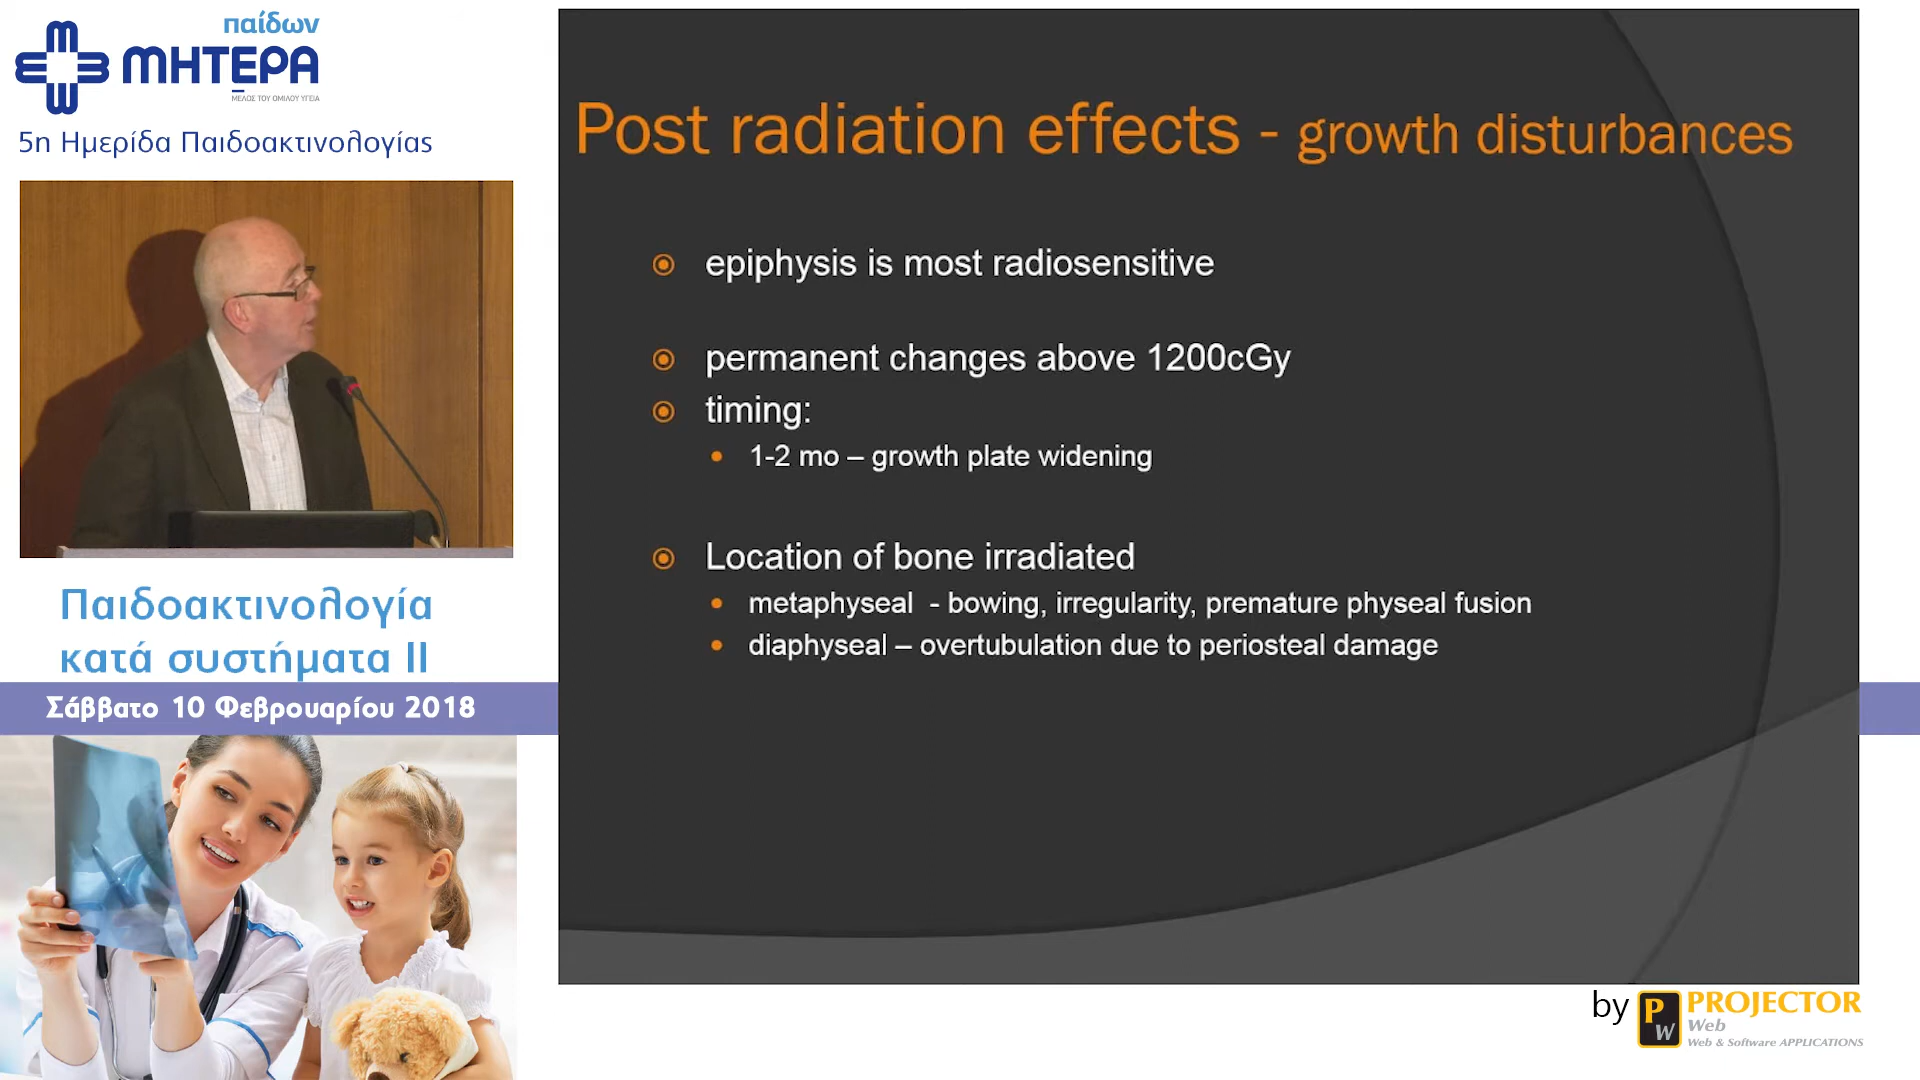 παίδων
ΜΗΤΕΡΑ
ΜΕΛΟΣ ΤΟΥ ΟΜΙΛΟΥ ΥΓΕΙΑ
5η Ημερίδα Παιδοακτινολογίας
Παιδοακτινολογία
κατά συστήματα ΙΙ
Σάββατο 10 Φεβρουαρίου 2018
Post radiation effects - growth disturbances
epiphysis is most radiosensitive
permanent changes above 1200cGy
timing:
1-2 mo – growth plate widening
Location of bone irradiated
metaphyseal - bowing, irregularity, premature physeal fusion
diaphyseal – overtubulation due to periosteal damage
by PW PROJECTOR
Web
Web & Software APPLICATIONS